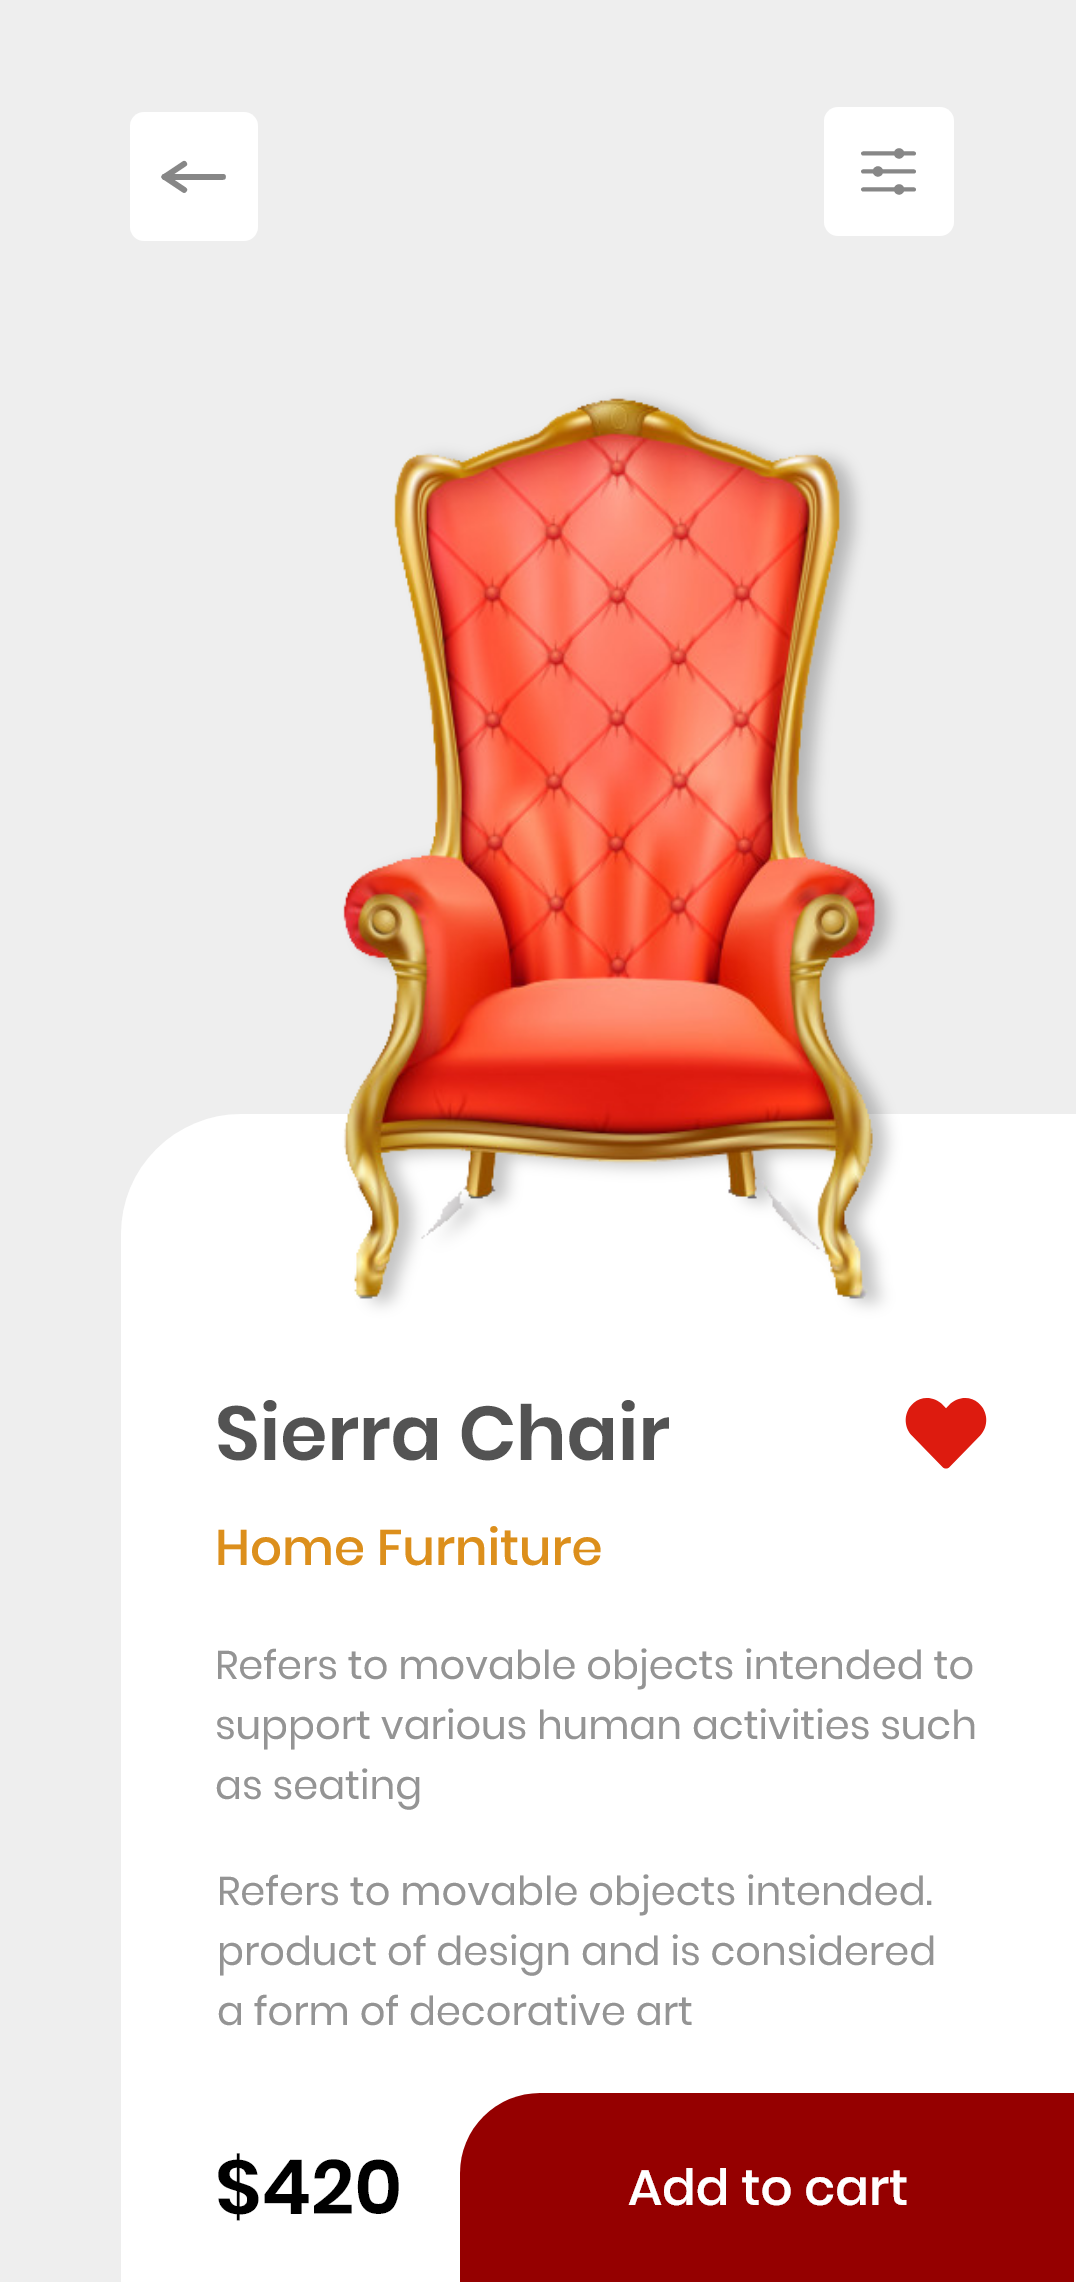 Sierra Chair
Home Furniture
Refers to movable objects intended to
support various human activities such
as seating
Refers to movable objects intended.
product of design and is considered
a form of decorative art
$420
Add to cart